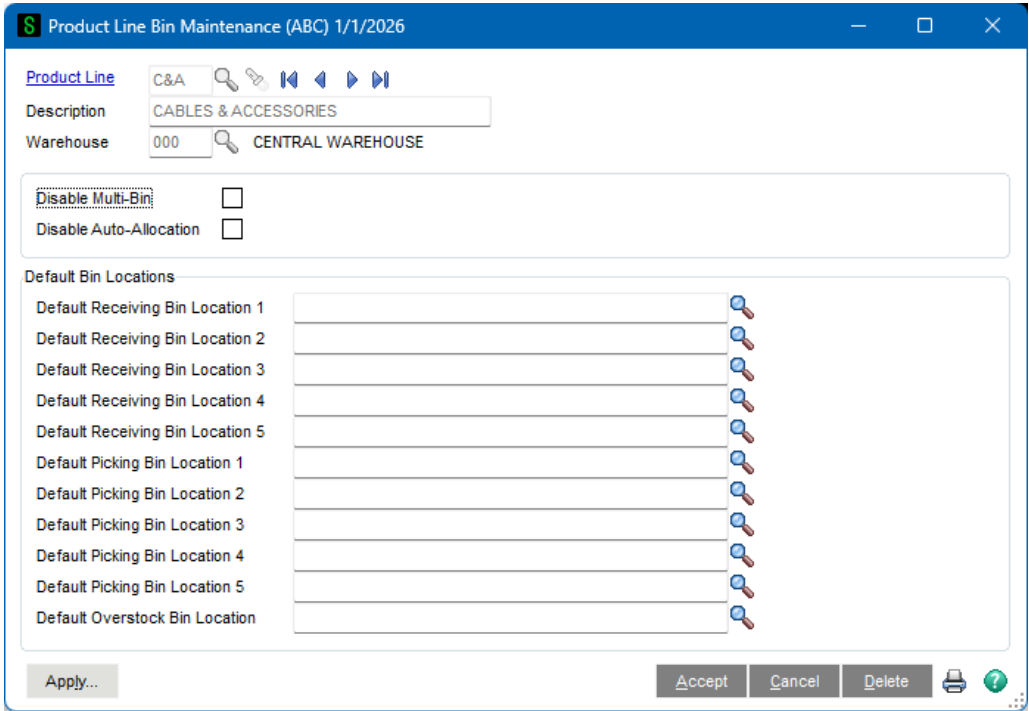 Product Line Bin Maintenance (ABC) 1/1/2026
Product Line C&A
Description CABLES & ACCESSORIES
Warehouse 000 CENTRAL WAREHOUSE
Disable Multi-Bin
Disable Auto-Allocation
Default Bin Locations
Default Receiving Bin Location 1
Default Receiving Bin Location 2
Default Receiving Bin Location 3
Default Receiving Bin Location 4
Default Receiving Bin Location 5
Default Picking Bin Location 1
Default Picking Bin Location 2
Default Picking Bin Location 3
Default Picking Bin Location 4
Default Picking Bin Location 5
Default Overstock Bin Location
Apply... Accept Cancel Delete